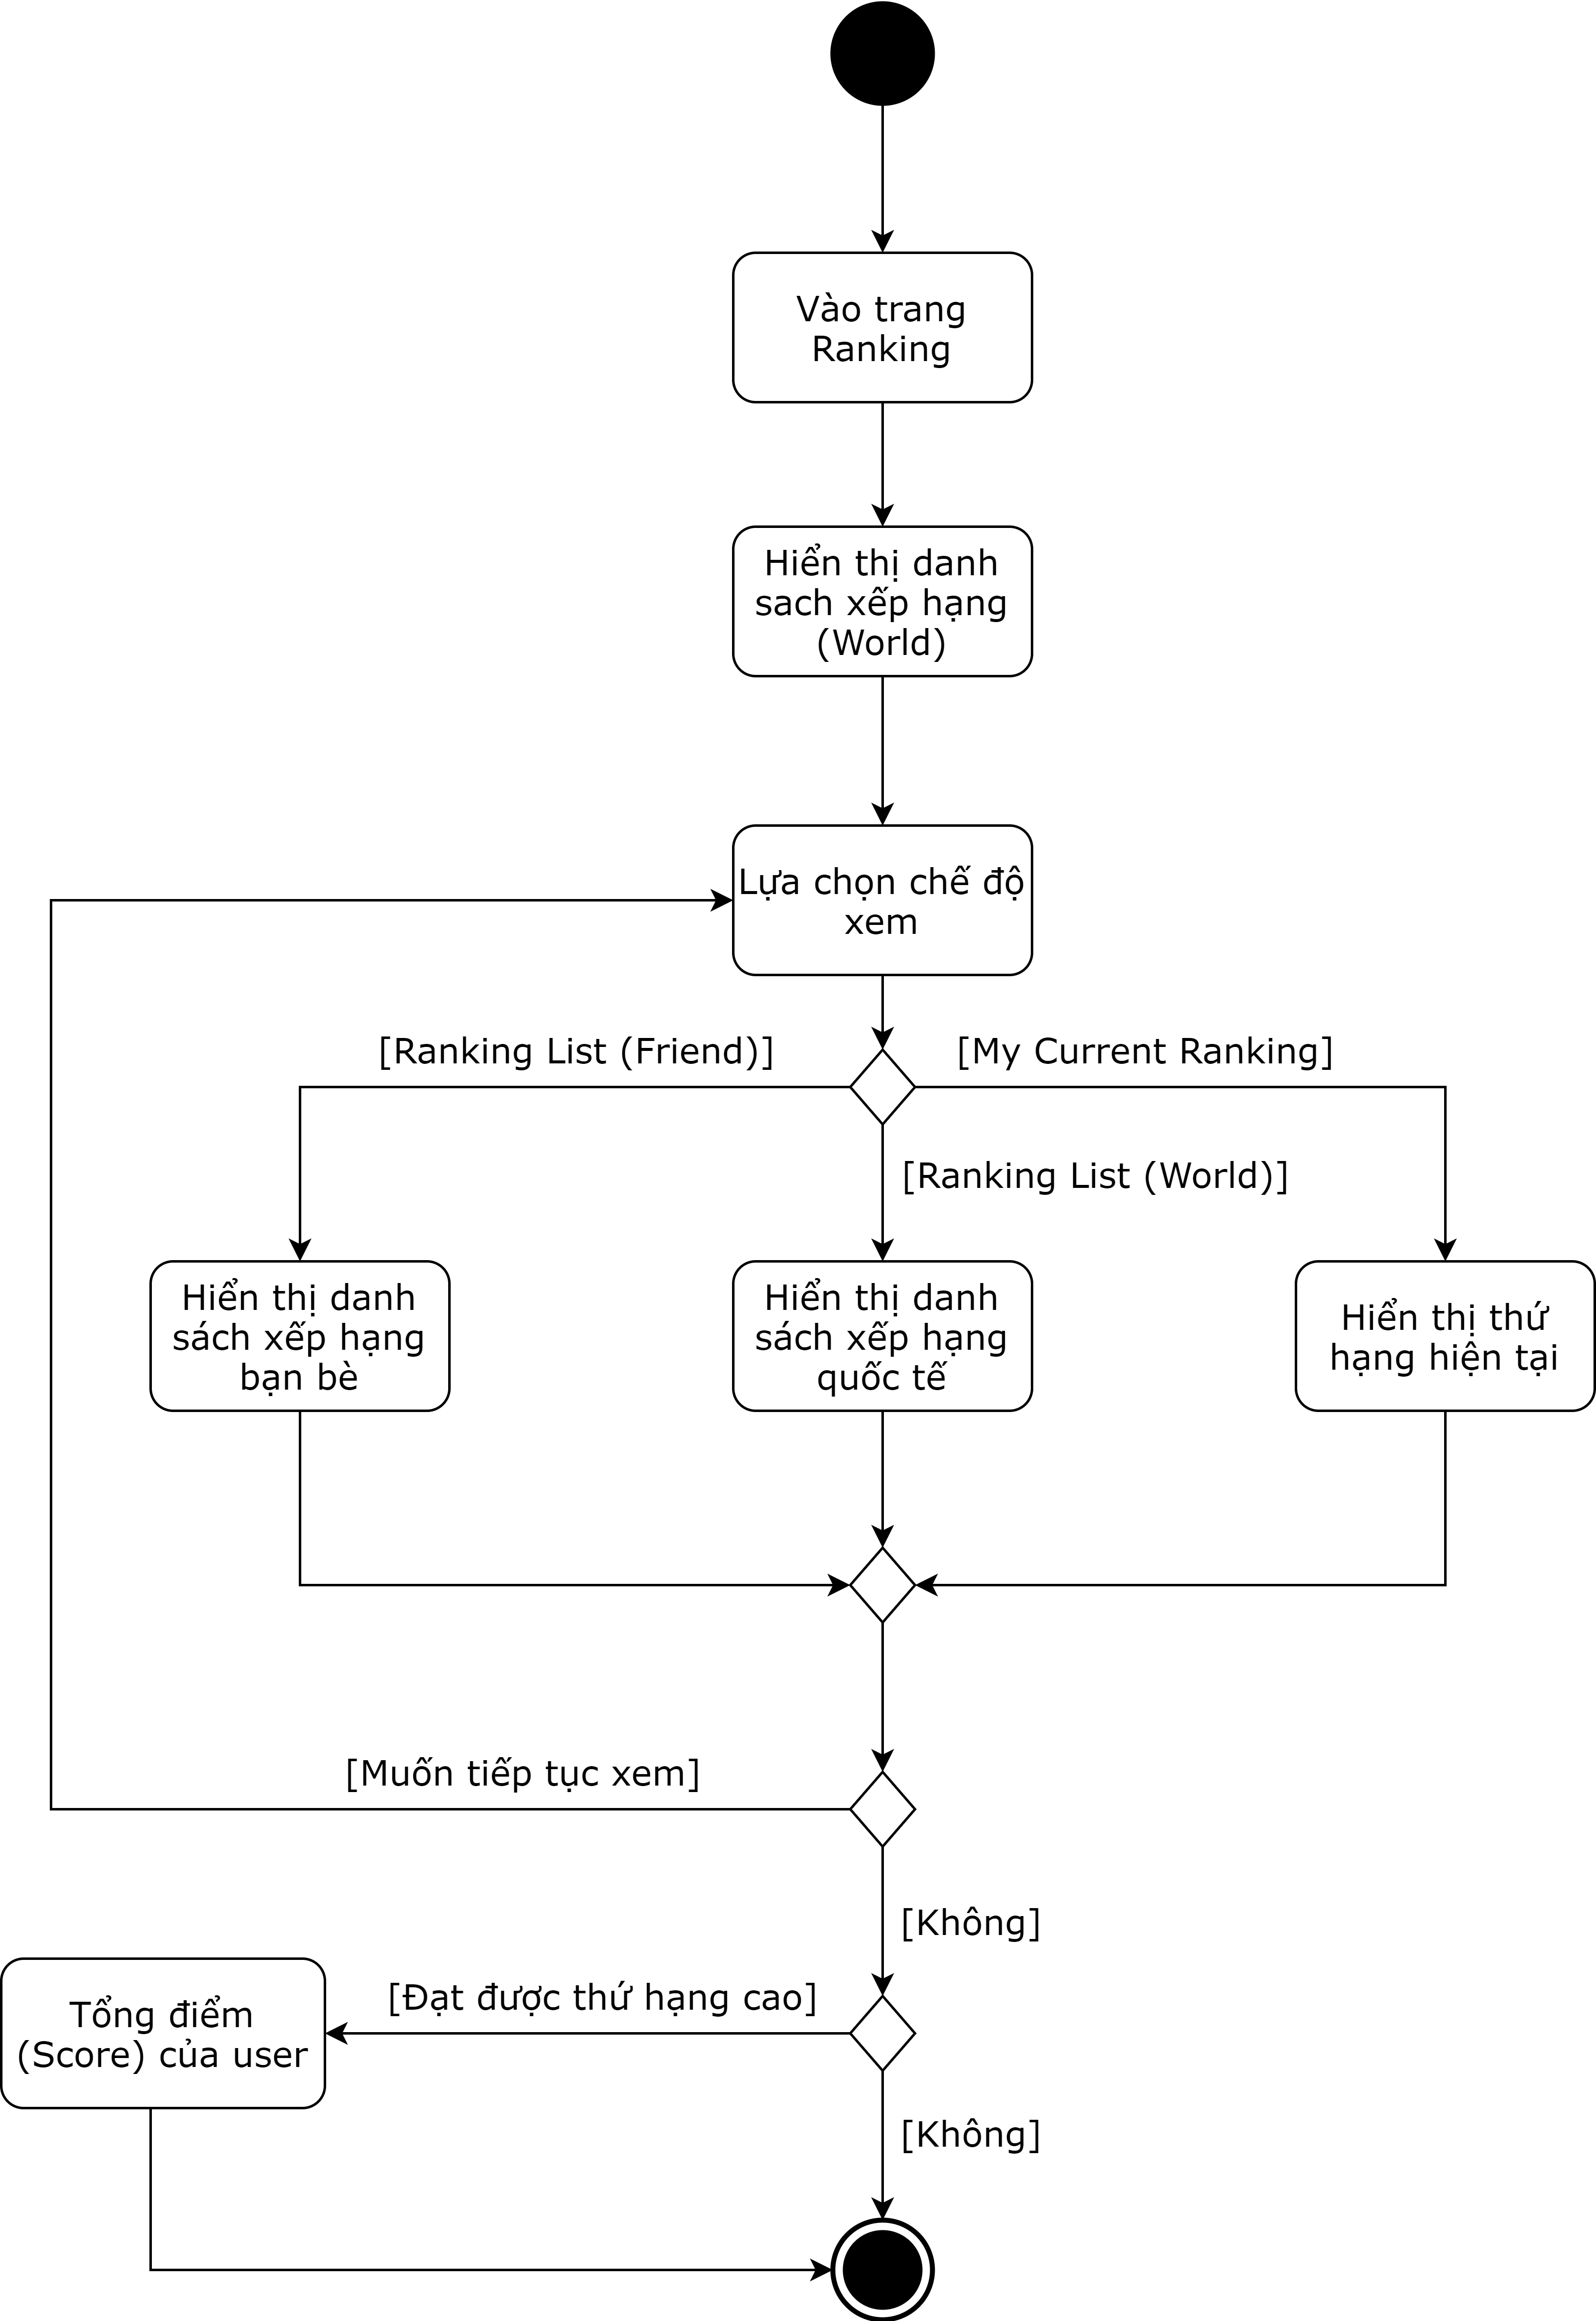 Vào trang
Ranking
Hiển thị danh
sach xếp hạng
(World)
Lựa chọn chế độ
xem
[Ranking List (Friend)]
[My Current Ranking]
[Ranking List (World)]
Hiển thị danh
sách xếp hạng
bạn bè
Hiển thị danh
sách xếp hạng
quốc tế
Hiển thị thứ
hạng hiện tại
[Muốn tiếp tục xem]
[Không]
[Đạt được thứ hạng cao]
Tổng điểm
(Score) của user
[Không]